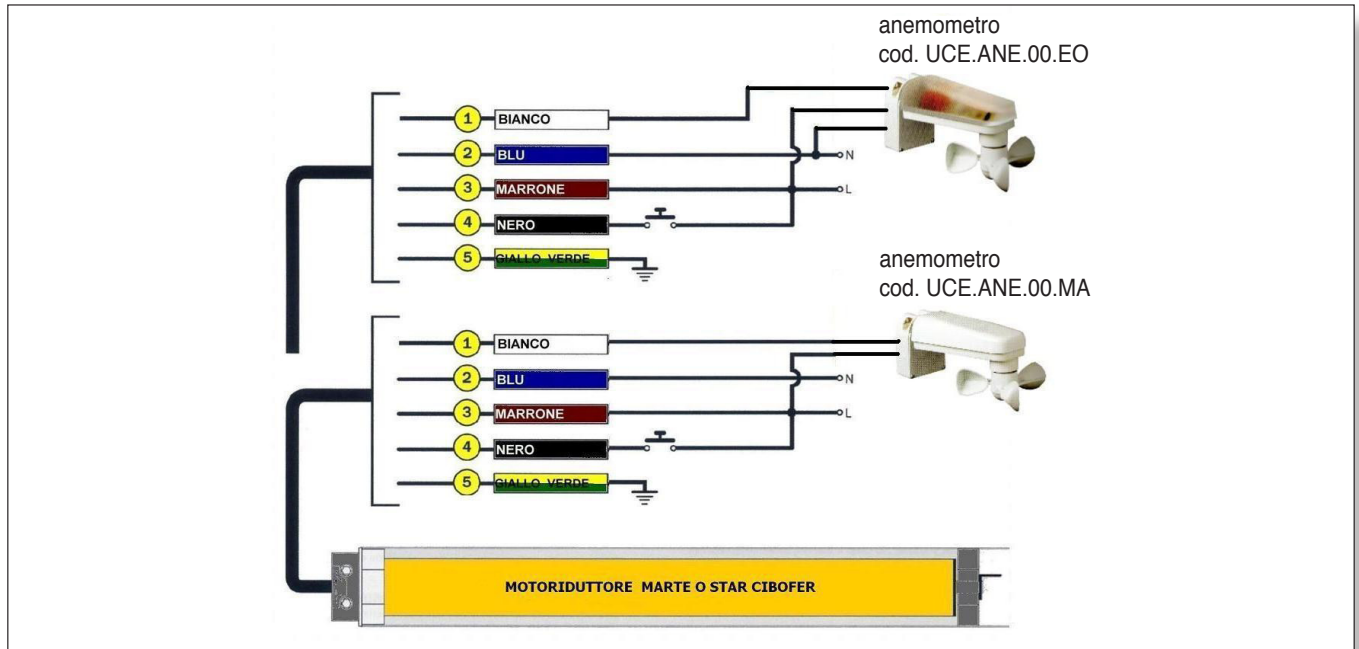 anemometro
cod. UCE.ANE.00.EO
1 BIANCO
2 BLU N
3 MARRONE L
4 NERO
5 GIALLO VERDE
anemometro
cod. UCE.ANE.00.MA
1 BIANCO
2 BLU N
3 MARRONE L
4 NERO
5 GIALLO VERDE
MOTORIDUTTORE MARTE O STAR CIBOFER